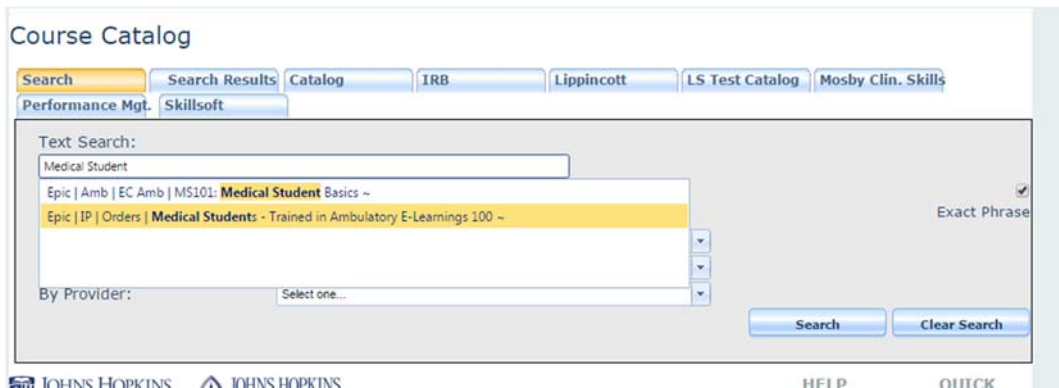 Course Catalog
Search Search Results Catalog IRB Lippincott LS Test Catalog Mosby Clin. Skills
Performance Mgt. Skillsoft
Text Search:
Medical Student
Epic | Amb | EC Amb | MS101: Medical Student Basics ~
Epic | IP | Orders | Medical Students - Trained in Ambulatory E-Learnings 100 ~
Exact Phrase
By Provider: Select one...
Search Clear Search
JOHNS HOPKINS JOHNS HOPKINS HELP QUICK